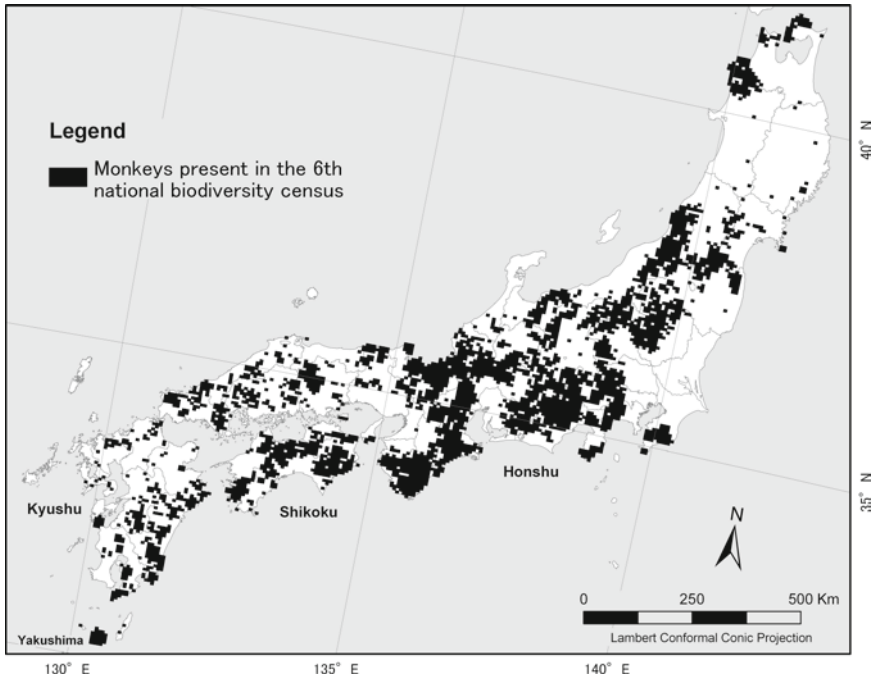 Legend
Monkeys present in the 6th
national biodiversity census
40° N
35° N
Kyushu
Shikoku
Honshu
Yakushima
N
0 250 500 Km
Lambert Conformal Conic Projection
130° E 135° E 140° E